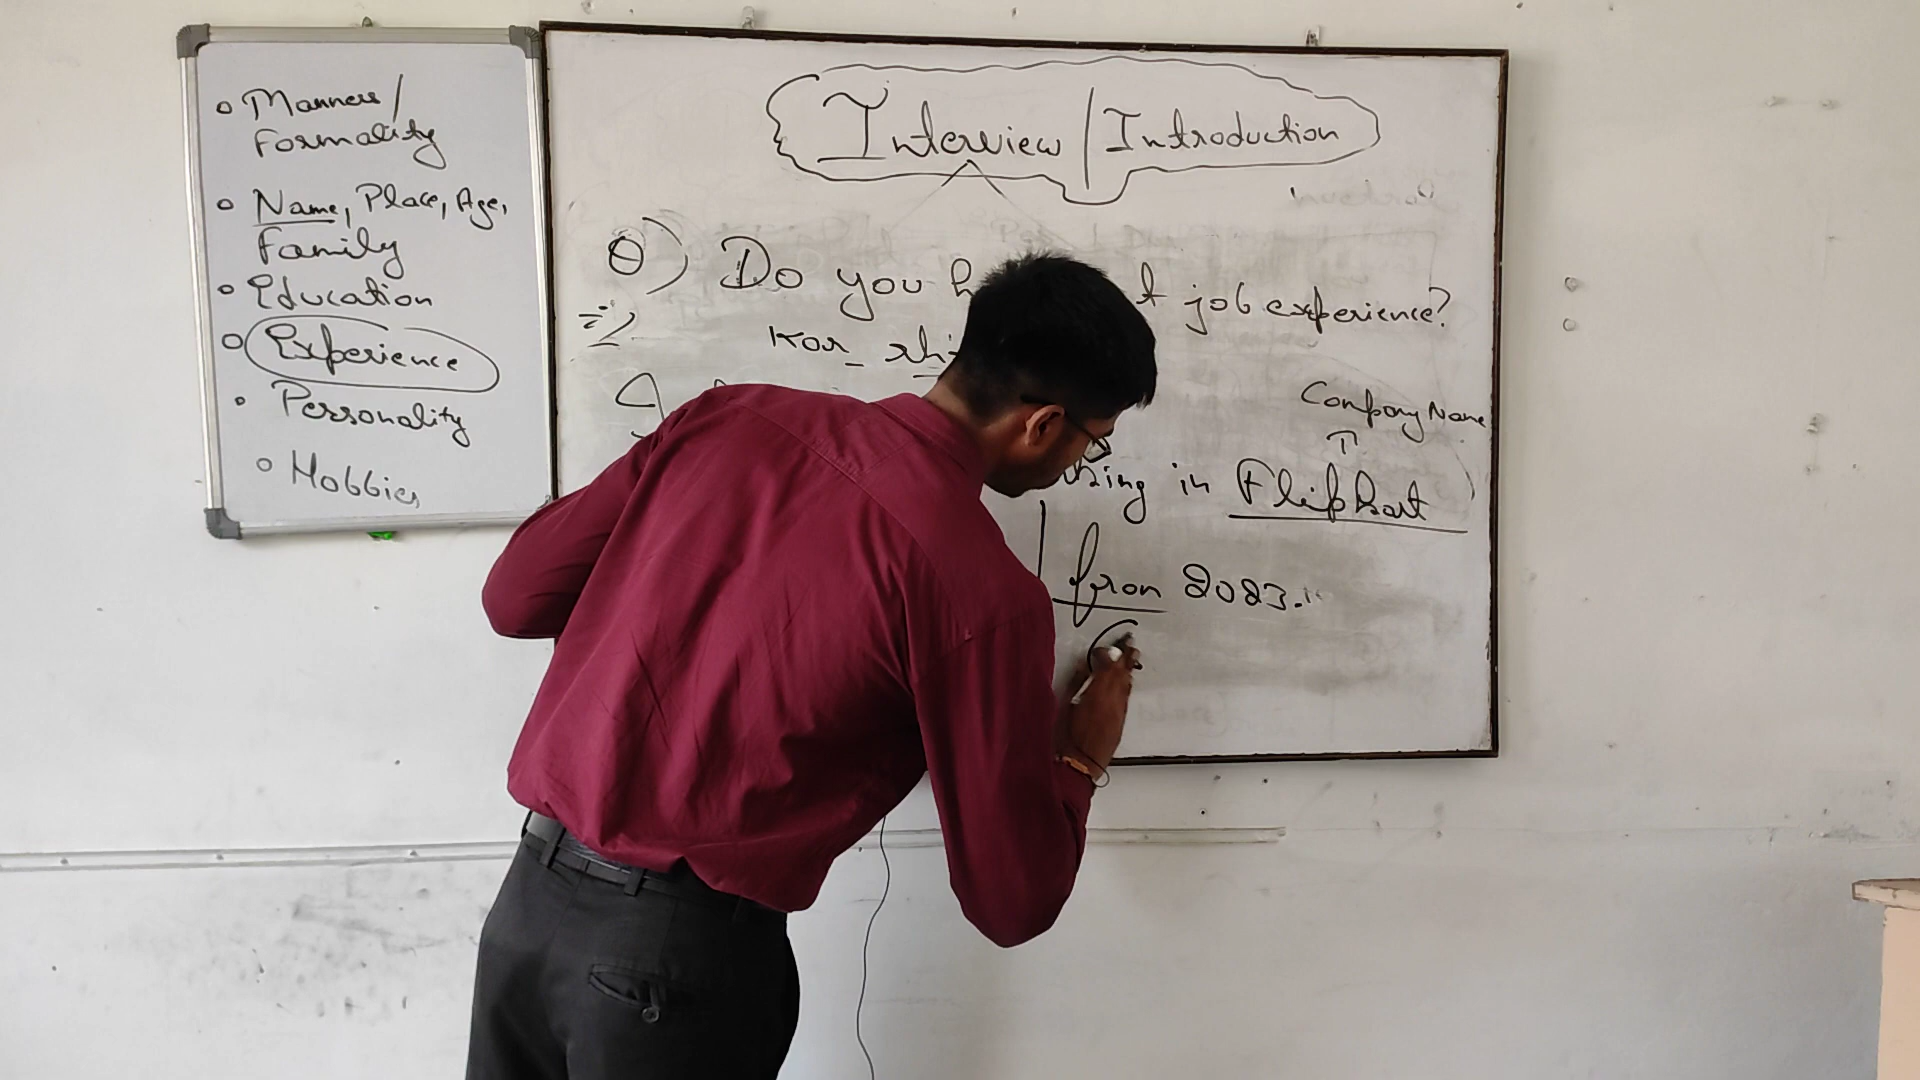 Manners/
Formality
Name, Place, Age,
Family
Education
Experience
Personality
Hobbies
Interview | Introduction
Q) Do you job experience?
Kar_
Company Name
in Flipkart
from 2023.